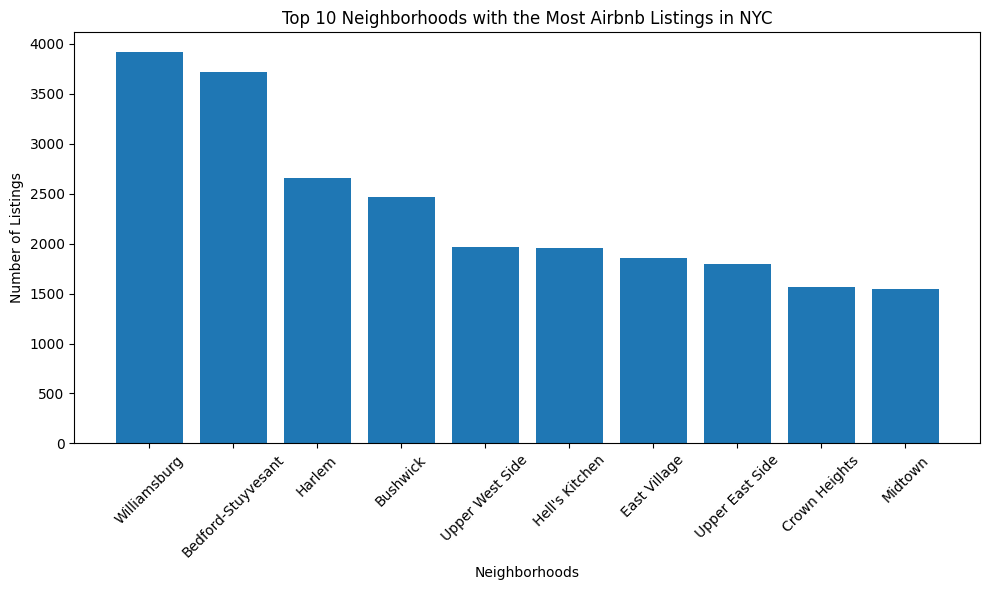 Top 10 Neighborhoods with the Most Airbnb Listings in NYC
Number of Listings
4000
3500
3000
2500
2000
1500
1000
500
0
Williamsburg
Bedford-Stuyvesant
Harlem
Bushwick
Upper West Side
Hell's Kitchen
East Village
Upper East Side
Crown Heights
Midtown
Neighborhoods